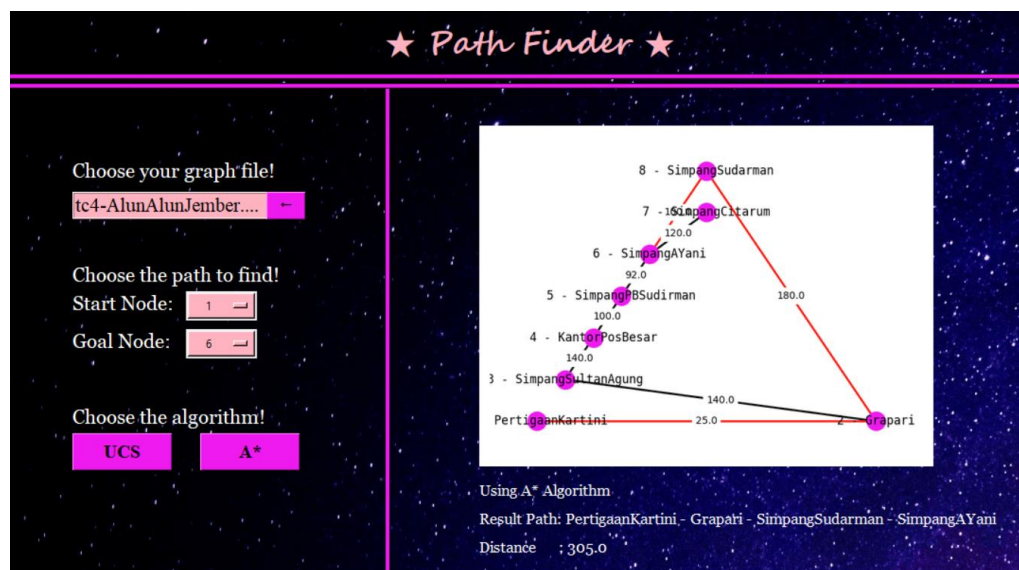 ★ Path Finder ★
Choose your graph file!
tc4-AlunAlunJember.... ←
Choose the path to find!
Start Node: 1
Goal Node: 6
Choose the algorithm!
UCS A*
8 - SimpangSudarman
7 - SimpangCitarum
100.0
120.0
6 - SimpangAYani
92.0
5 - SimpangPBSudirman
180.0
100.0
4 - KantorPosBesar
140.0
3 - SimpangSultanAgung
140.0
PertigaanKartini
25.0
2 - Grapari
Using A* Algorithm
Result Path: PertigaanKartini - Grapari - SimpangSudarman - SimpangAYani
Distance : 305.0